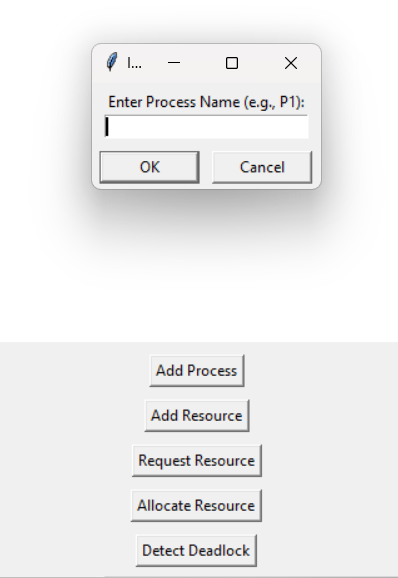 I...
Enter Process Name (e.g., P1):
OK Cancel
Add Process
Add Resource
Request Resource
Allocate Resource
Detect Deadlock